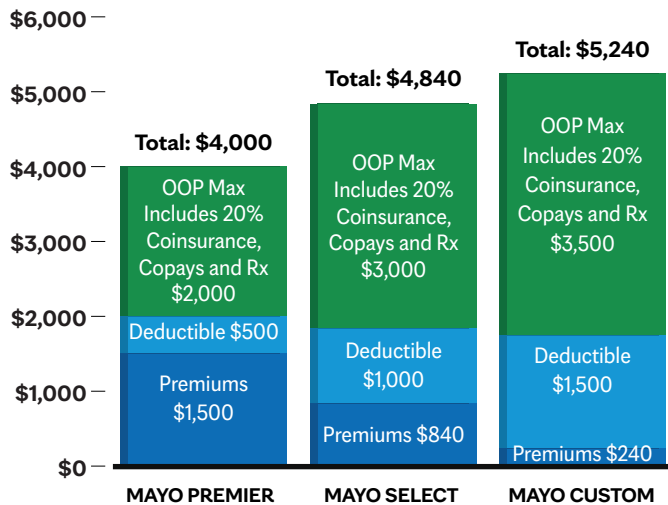 $6,000
$5,000
$4,000
$3,000
$2,000
$1,000
$0
Total: $4,000
OOP Max
Includes 20%
Coinsurance,
Copays and Rx
$2,000
Deductible $500
Premiums
$1,500
MAYO PREMIER
Total: $4,840
OOP Max
Includes 20%
Coinsurance,
Copays and Rx
$3,000
Deductible
$1,000
Premiums $840
MAYO SELECT
Total: $5,240
OOP Max
Includes 20%
Coinsurance,
Copays and Rx
$3,500
Deductible
$1,500
Premiums $240
MAYO CUSTOM